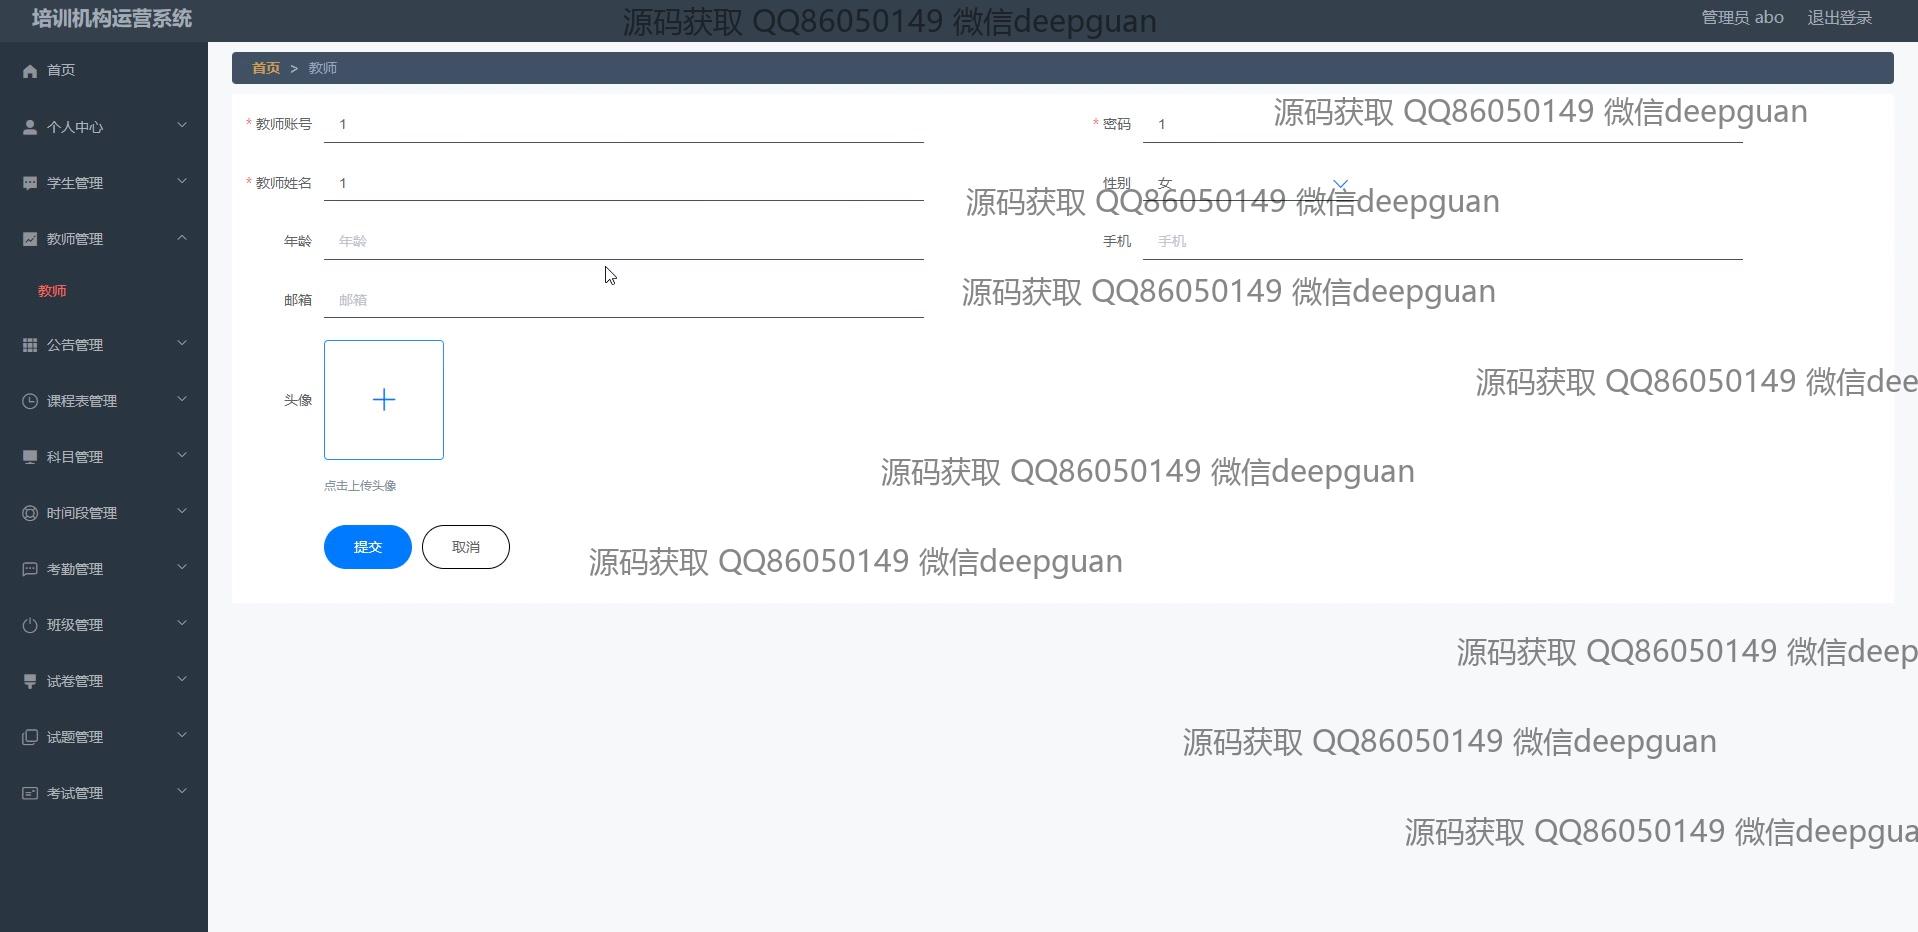 培训机构运营系统
源码获取 QQ86050149 微信deepguan
管理员 abo 退出登录
首页
个人中心
学生管理
教师管理
教师
公告管理
课程表管理
科目管理
时间段管理
考勤管理
班级管理
试卷管理
试题管理
考试管理
首页 > 教师
源码获取 QQ86050149 微信deepguan
* 教师账号 1
* 密码 1
* 教师姓名 1
性别 女
源码获取 QQ86050149 微信deepguan
年龄 年龄
手机 手机
源码获取 QQ86050149 微信deepguan
邮箱 邮箱
源码获取 QQ86050149 微信dee
头像
源码获取 QQ86050149 微信deepguan
点击上传头像
提交 取消
源码获取 QQ86050149 微信deepguan
源码获取 QQ86050149 微信deep
源码获取 QQ86050149 微信deepguan
源码获取 QQ86050149 微信deepgua